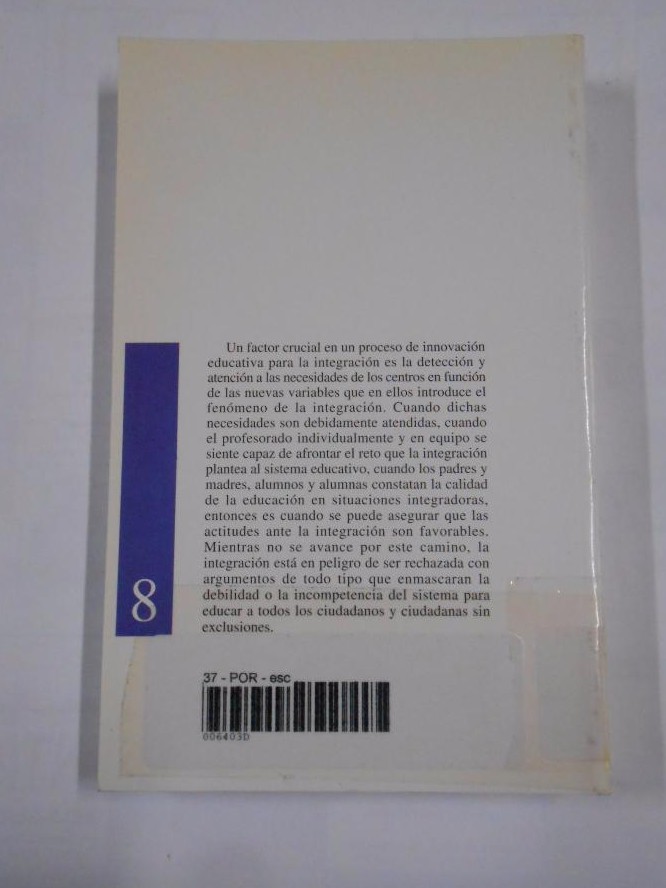 Un factor crucial en un proceso de innovación
educativa para la integración es la detección y
atención a las necesidades de los centros en función
de las nuevas variables que en ellos introduce el
fenómeno de la integración. Cuando dichas
necesidades son debidamente atendidas, cuando
el profesorado individualmente y en equipo se
siente capaz de afrontar el reto que la integración
plantea al sistema educativo, cuando los padres y
madres, alumnos y alumnas constatan la calidad
de la educación en situaciones integradoras,
entonces es cuando se puede asegurar que las
actitudes ante la integración son favorables.
Mientras no se avance por este camino, la
integración está en peligro de ser rechazada con
argumentos de todo tipo que enmascaran la
debilidad o la incompetencia del sistema para
educar a todos los ciudadanos y ciudadanas sin
exclusiones.
8
37 - POR - esc
006403D